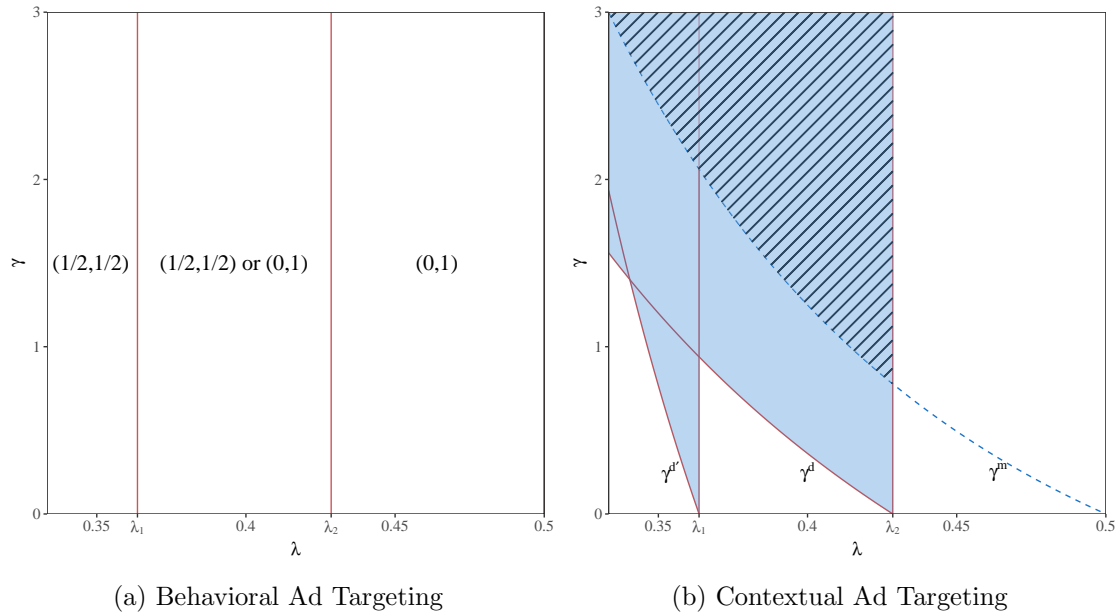 3
2
1
0
γ
(1/2,1/2)
(1/2,1/2) or (0,1)
(0,1)
0.35
λ₁
0.4
λ₂
0.45
0.5
λ
(a) Behavioral Ad Targeting
3
2
1
0
γ
γᵈ′
γᵈ
γᵐ
0.35
λ₁
0.4
λ₂
0.45
0.5
λ
(b) Contextual Ad Targeting